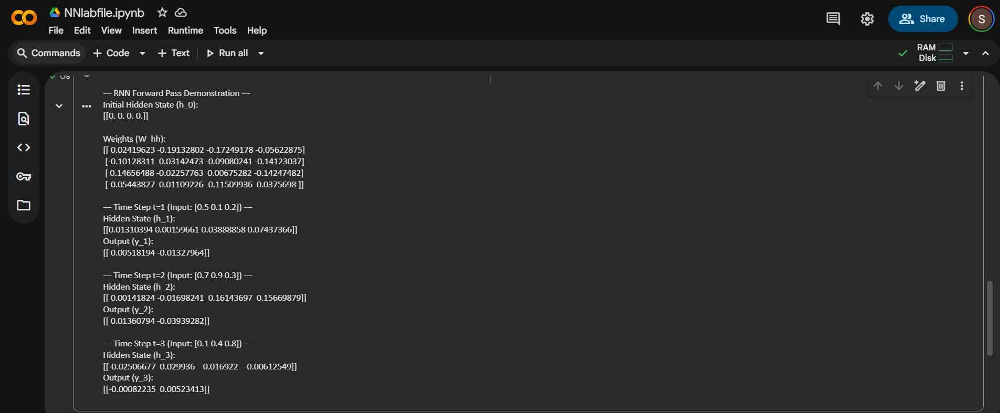 NNlabfile.ipynb
File Edit View Insert Runtime Tools Help
Share
S
Commands + Code + Text Run all
RAM
Disk
0s
--- RNN Forward Pass Demonstration ---
Initial Hidden State (h_0):
[[0. 0. 0. 0.]]
Weights (W_hh):
[[ 0.02419623 -0.19132802 -0.17249178 -0.05622875]
[-0.10128311  0.03142473 -0.09080241 -0.14123037]
[ 0.14656488 -0.02257763  0.00675282 -0.14247482]
[-0.05443827  0.01109226 -0.11509936  0.0375698 ]]
--- Time Step t=1 (Input: [0.5 0.1 0.2]) ---
Hidden State (h_1):
[[0.01310394 0.00159661 0.03888858 0.07437366]]
Output (y_1):
[[ 0.00518194 -0.01327964]]
--- Time Step t=2 (Input: [0.7 0.9 0.3]) ---
Hidden State (h_2):
[[ 0.00141824 -0.01698241  0.16143697  0.15669879]]
Output (y_2):
[[ 0.01360794 -0.03939282]]
--- Time Step t=3 (Input: [0.1 0.4 0.8]) ---
Hidden State (h_3):
[[-0.02506677  0.029936    0.016922   -0.00612549]]
Output (y_3):
[[-0.00082235  0.00523413]]